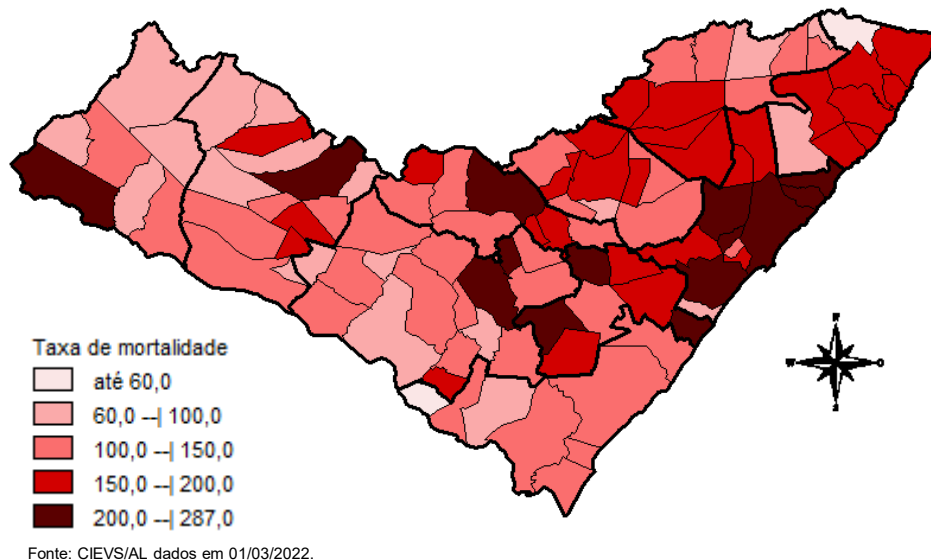 Taxa de mortalidade
até 60,0
60,0 --| 100,0
100,0 --| 150,0
150,0 --| 200,0
200,0 --| 287,0
N
W O
S
Fonte: CIEVS/AL dados em 01/03/2022.